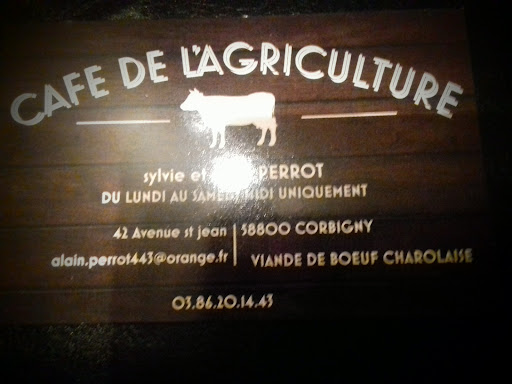 CAFE DE L'AGRICULTURE
sylvie et PERROT
DU LUNDI AU SAMEDI MIDI UNIQUEMENT
42 Avenue st jean
58800 CORBIGNY
alain.perrot443@orange.fr
VIANDE DE BOEUF CHAROLAISE
03.86.20.14.43